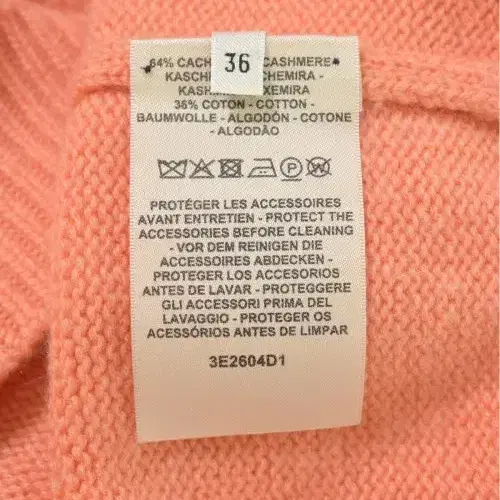 36
64% CACH CASHMERE
KASCH CHEMIRA -
KASH XEMIRA
36% COTON - COTTON -
BAUMWOLLE - ALGODÓN - COTONE
- ALGODÃO
P
PROTÉGER LES ACCESSOIRES
AVANT ENTRETIEN - PROTECT THE
ACCESSORIES BEFORE CLEANING
- VOR DEM REINIGEN DIE
ACCESSOIRES ABDECKEN -
PROTEGER LOS ACCESORIOS
ANTES DE LAVAR - PROTEGGERE
GLI ACCESSORI PRIMA DEL
LAVAGGIO - PROTEGER OS
ACESSÓRIOS ANTES DE LIMPAR
3E2604D1